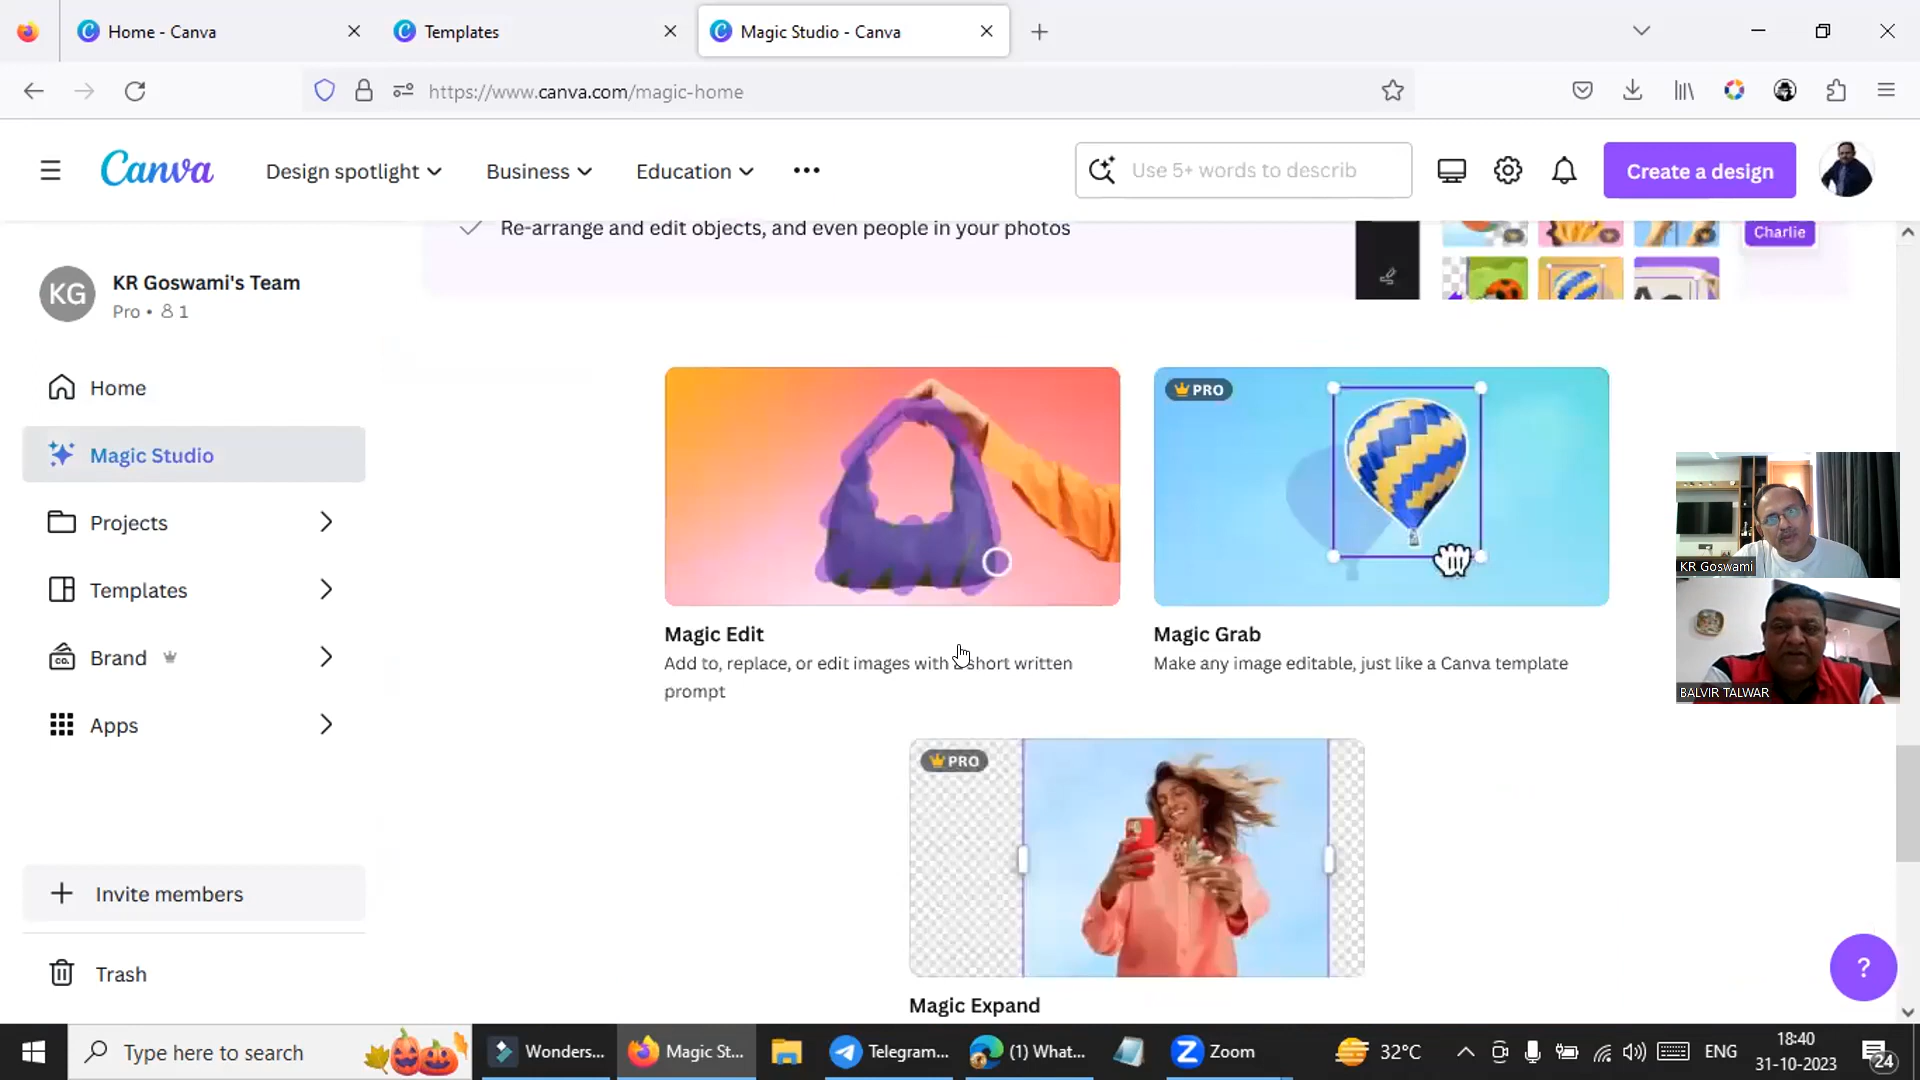 Home - Canva
Templates
Magic Studio - Canva
https://www.canva.com/magic-home
Canva
Design spotlight
Business
Education
Use 5+ words to describ
Create a design
Re-arrange and edit objects, and even people in your photos
Charlie
KG
KR Goswami's Team
Pro • 1
Home
Magic Studio
Projects
Templates
Brand
Apps
Invite members
Trash
PRO
Magic Edit
Add to, replace, or edit images with a short written
prompt
Magic Grab
Make any image editable, just like a Canva template
PRO
Magic Expand
KR Goswami
BALVIR TALWAR
?
Type here to search
Wonders...
Magic St...
Telegram...
(1) What...
Zoom
32°C
ENG
18:40
31-10-2023
24